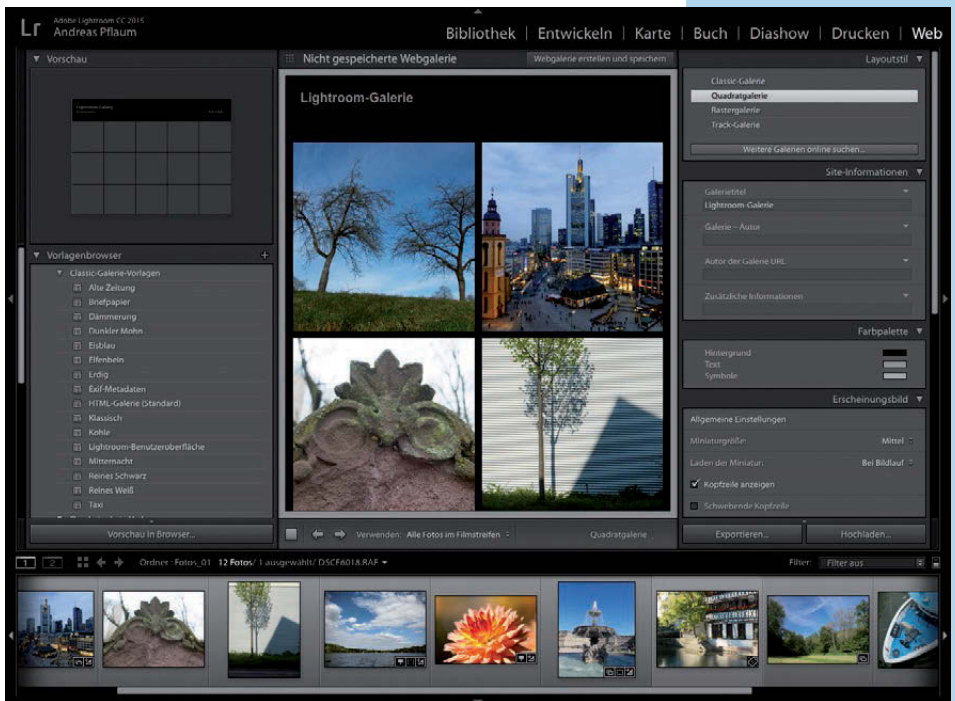 Lr
Adobe Lightroom CC 2015
Andreas Pflaum
Bibliothek | Entwickeln | Karte | Buch | Diashow | Drucken | Web
Vorschau
Nicht gespeicherte Webgalerie
Webgalerie erstellen und speichern
Layoutstil
Lightroom-Galerie
Classic-Galerie
Quadratgalerie
Rastergalerie
Track-Galerie
Weitere Galerien online suchen...
Site-Informationen
Galerietitel
Lightroom-Galerie
Galerie – Autor
Autor der Galerie URL
Zusätzliche Informationen
Vorlagenbrowser
Classic-Galerie-Vorlagen
Alte Zeitung
Briefpapier
Dämmerung
Dunkler Mohn
Eisblau
Elfenbein
Erdig
Exif-Metadaten
HTML-Galerie (Standard)
Klassisch
Kohle
Lightroom-Benutzeroberfläche
Mitternacht
Reines Schwarz
Reines Weiß
Taxi
Farbpalette
Hintergrund
Text
Symbole
Erscheinungsbild
Allgemeine Einstellungen
Miniaturgröße: Mittel
Laden der Miniatur: Bei Bildlauf
Kopfzeile anzeigen
Schwebende Kopfzeile
Vorschau in Browser...
Verwenden: Alle Fotos im Filmstreifen
Quadratgalerie
Exportieren...
Hochladen...
1 2
Ordner : Fotos_01 12 Fotos/ 1 ausgewählt/ DSCF6018.RAF
Filter: Filter aus